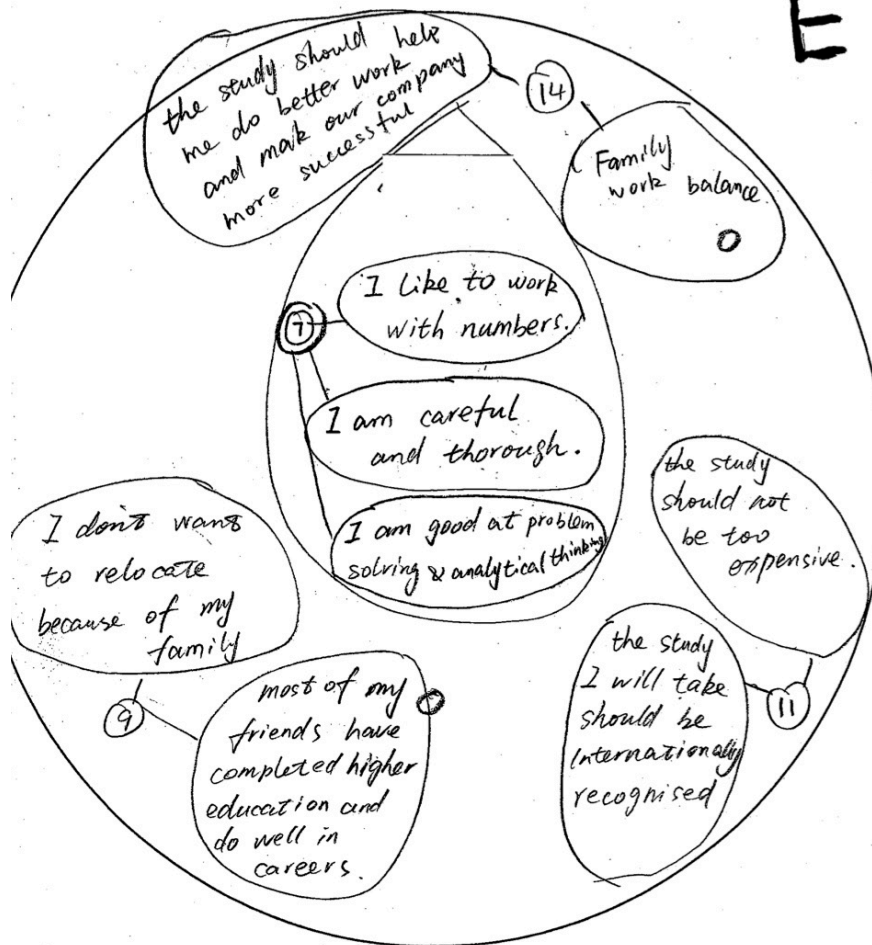 E
the study should help
me do better work
and mak our company
more successful
14
Family
work balance
I like to work
with numbers.
7
I am careful
and thorough.
I am good at problem
solving & analytical thinking
the study
should not
be too
expensive.
I don't want
to relocate
because of my
family
9
most of my
friends have
completed higher
education and
do well in
careers.
the study
I will take
should be
Internationally
recognised
11